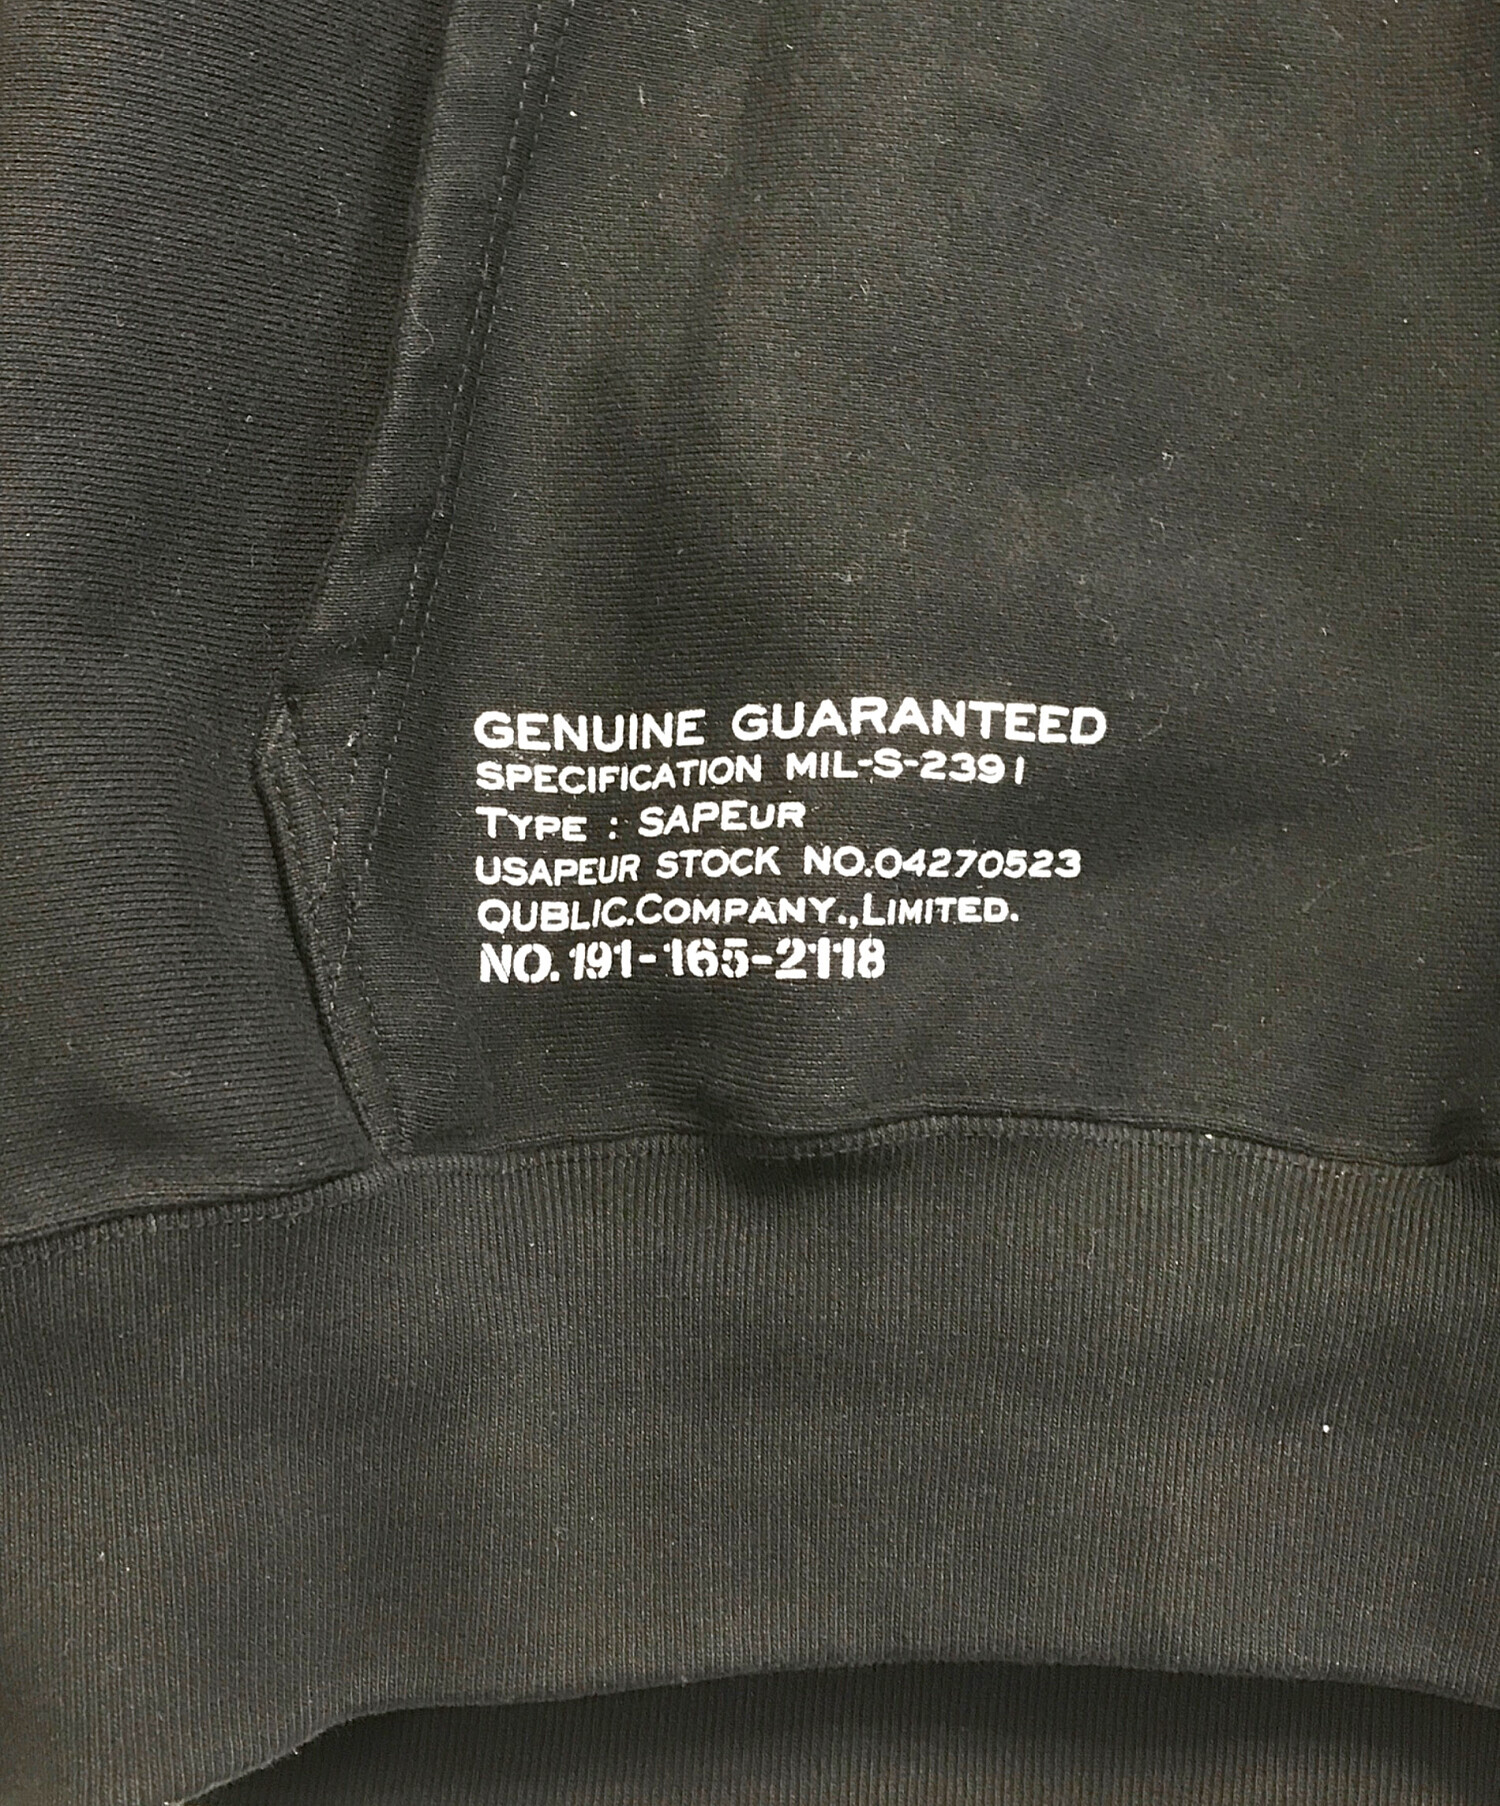 GENUINE GUARANTEED
SPECIFICATION MIL-S-2391
TYPE : SAPEUR
USAPEUR STOCK NO.04270523
QUBLIC.COMPANY.,LIMITED.
NO. 191-165-2118